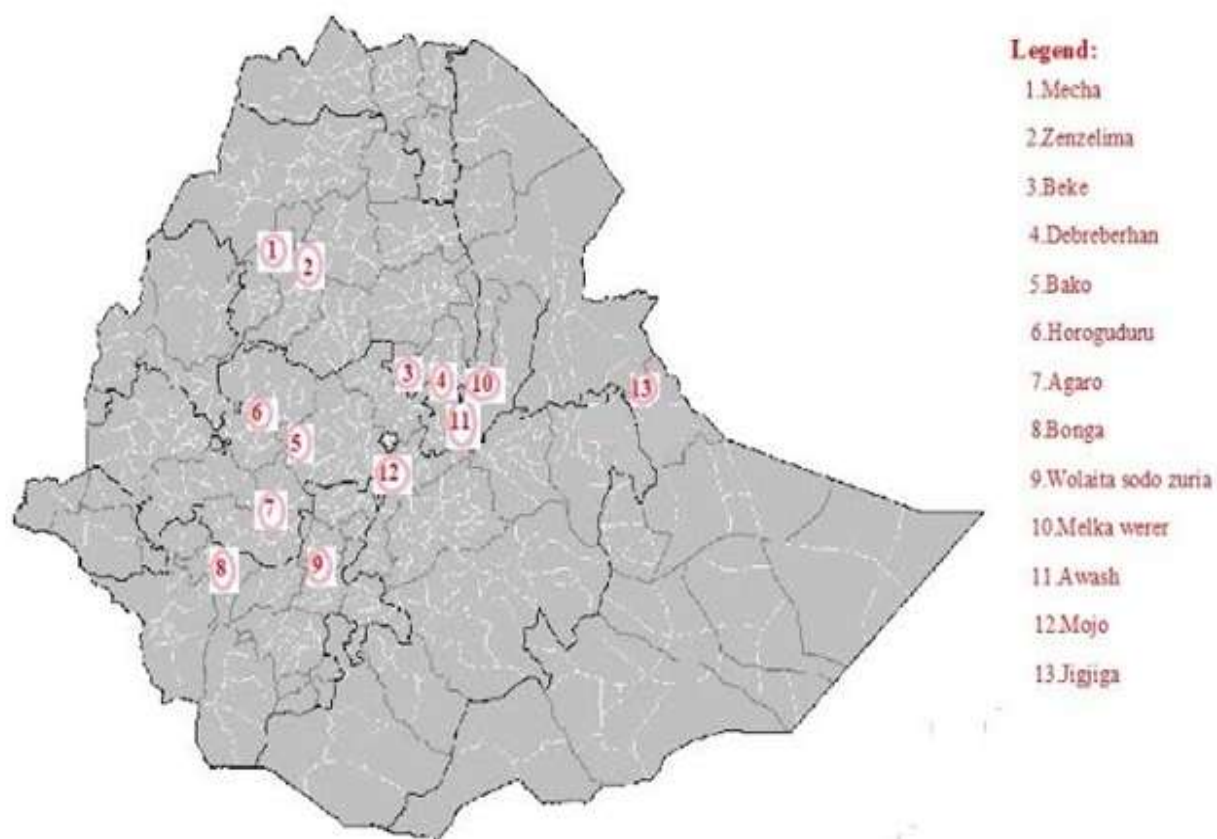 Legend:
1.Mecha
2.Zenzelima
3.Beke
4.Debreberhan
5.Bako
6.Horoguduru
7.Agaro
8.Bonga
9.Wolaita sodo zuria
10.Melka werer
11.Awash
12.Mojo
13.Jigjiga
1
2
3
4
10
13
6
11
5
12
7
8
9